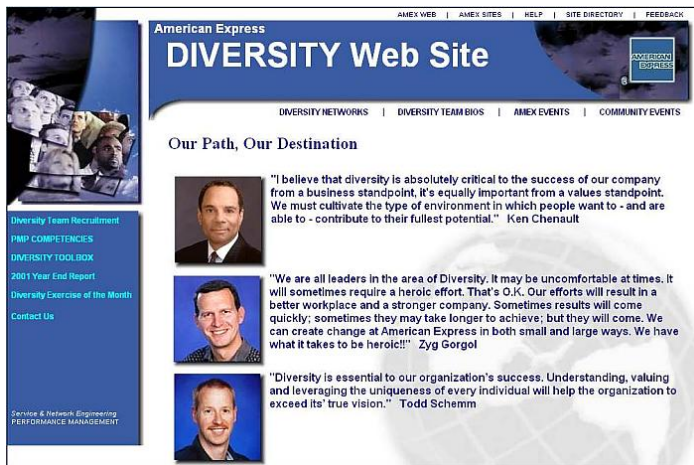 AMEX WEB | AMEX SITES | HELP | SITE DIRECTORY | FEEDBACK
American Express
DIVERSITY Web Site
AMERICAN EXPRESS
®
DIVERSITY NETWORKS | DIVERSITY TEAM BIOS | AMEX EVENTS | COMMUNITY EVENTS
Our Path, Our Destination
"I believe that diversity is absolutely critical to the success of our company
from a business standpoint, it's equally important from a values standpoint.
We must cultivate the type of environment in which people want to - and are
able to - contribute to their fullest potential." Ken Chenault
Diversity Team Recruitment
PMP COMPETENCIES
DIVERSITY TOOLBOX
2001 Year End Report
Diversity Exercise of the Month
Contact Us
"We are all leaders in the area of Diversity. It may be uncomfortable at times. It
will sometimes require a heroic effort. That's O.K. Our efforts will result in a
better workplace and a stronger company. Sometimes results will come
quickly; sometimes they may take longer to achieve; but they will come. We
can create change at American Express in both small and large ways. We have
what it takes to be heroic!!" Zyg Gorgol
"Diversity is essential to our organization's success. Understanding, valuing
and leveraging the uniqueness of every individual will help the organization to
exceed its' true vision." Todd Schemm
Service & Network Engineering
PERFORMANCE MANAGEMENT